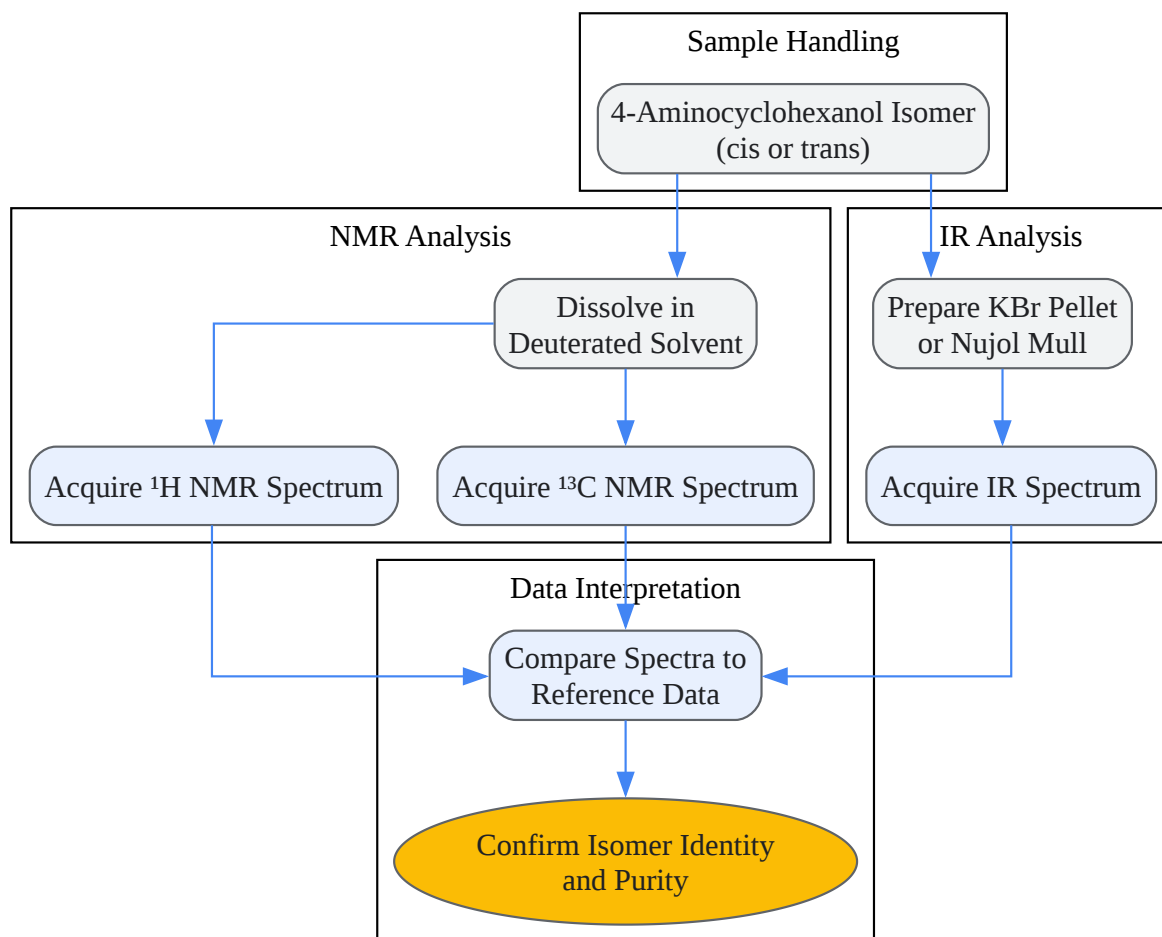 Sample Handling
4-Aminocyclohexanol Isomer
(cis or trans)
NMR Analysis
IR Analysis
Dissolve in
Deuterated Solvent
Prepare KBr Pellet
or Nujol Mull
Acquire ¹H NMR Spectrum
Acquire ¹³C NMR Spectrum
Acquire IR Spectrum
Data Interpretation
Compare Spectra to
Reference Data
Confirm Isomer Identity
and Purity